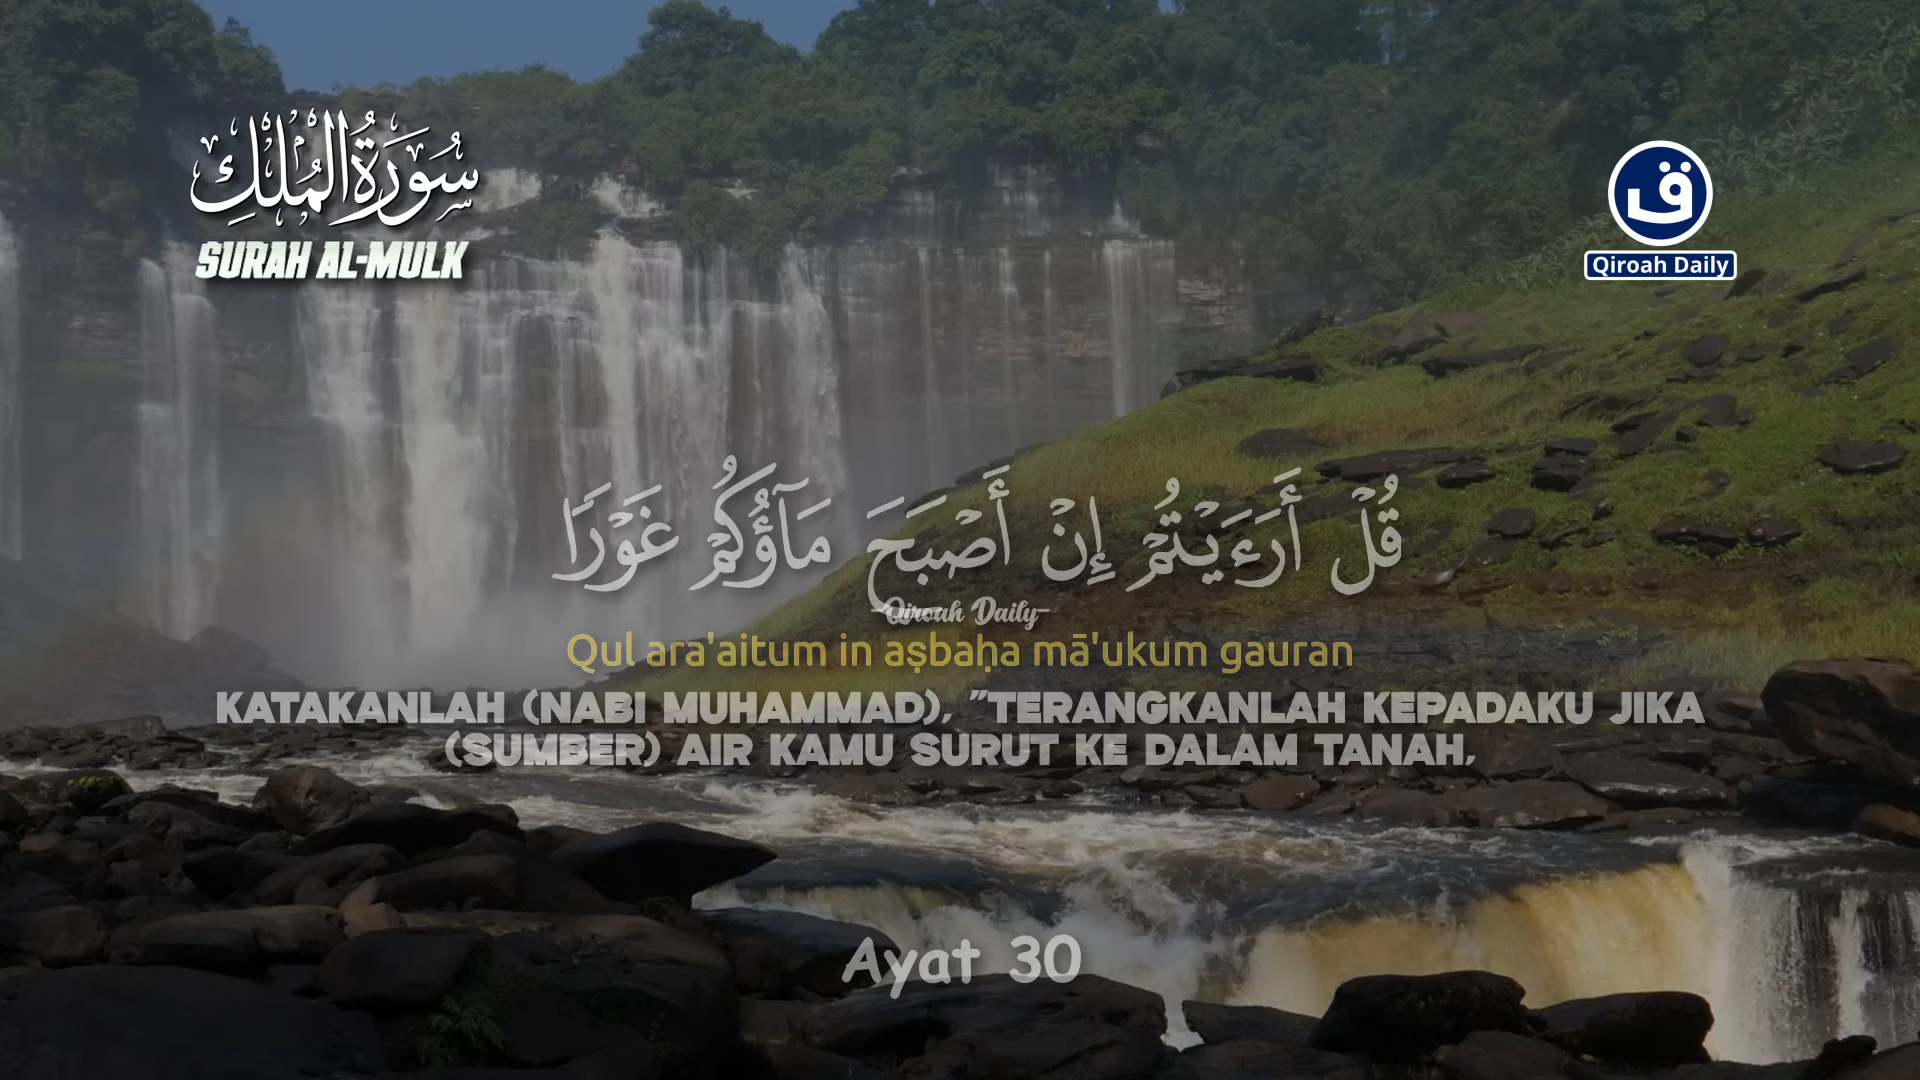 سُورَةُ الْمُلْكِ
SURAH AL-MULK
ق
Qiroah Daily
قُلْ أَرَءَيْتُمْ إِنْ أَصْبَحَ مَآؤُكُمْ غَوْرًا
-Qiroah Daily-
Qul ara'aitum in aṣbaḥa mā'ukum gauran
KATAKANLAH (NABI MUHAMMAD), "TERANGKANLAH KEPADAKU JIKA
(SUMBER) AIR KAMU SURUT KE DALAM TANAH,
Ayat 30